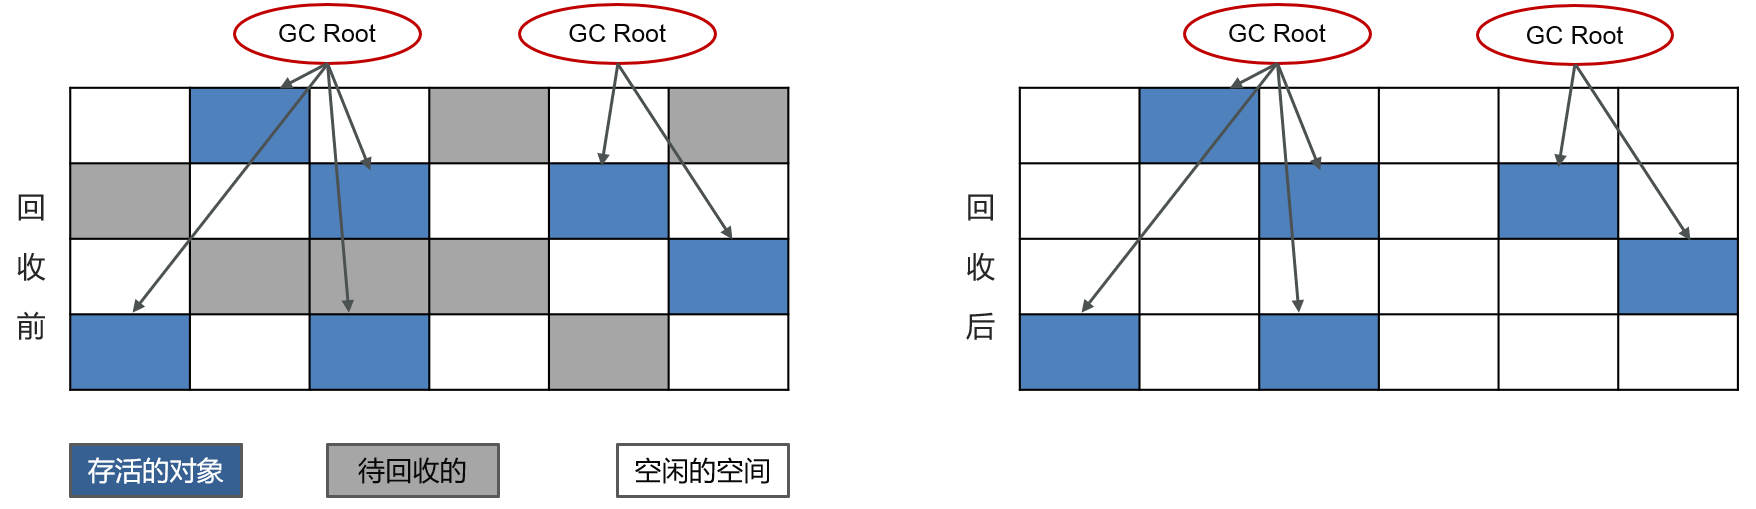 GC Root
GC Root
回
收
前
存活的对象
待回收的
空闲的空间
GC Root
GC Root
回
收
后